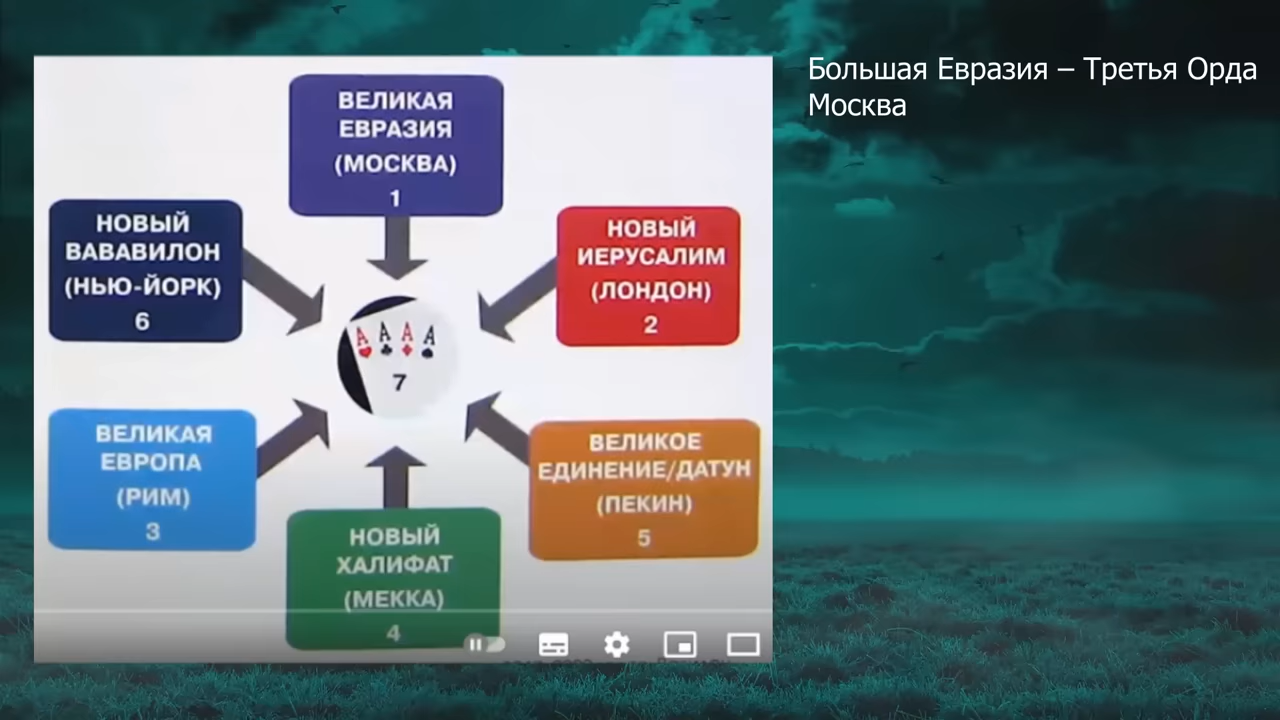 Большая Евразия – Третья Орда
Москва
ВЕЛИКАЯ
ЕВРАЗИЯ
(МОСКВА)
1
НОВЫЙ
ВАВАВИЛОН
(НЬЮ-ЙОРК)
6
НОВЫЙ
ИЕРУСАЛИМ
(ЛОНДОН)
2
A A A A
7
ВЕЛИКАЯ
ЕВРОПА
(РИМ)
3
ВЕЛИКОЕ
ЕДИНЕНИЕ/ДАТУН
(ПЕКИН)
5
НОВЫЙ
ХАЛИФАТ
(МЕККА)
4